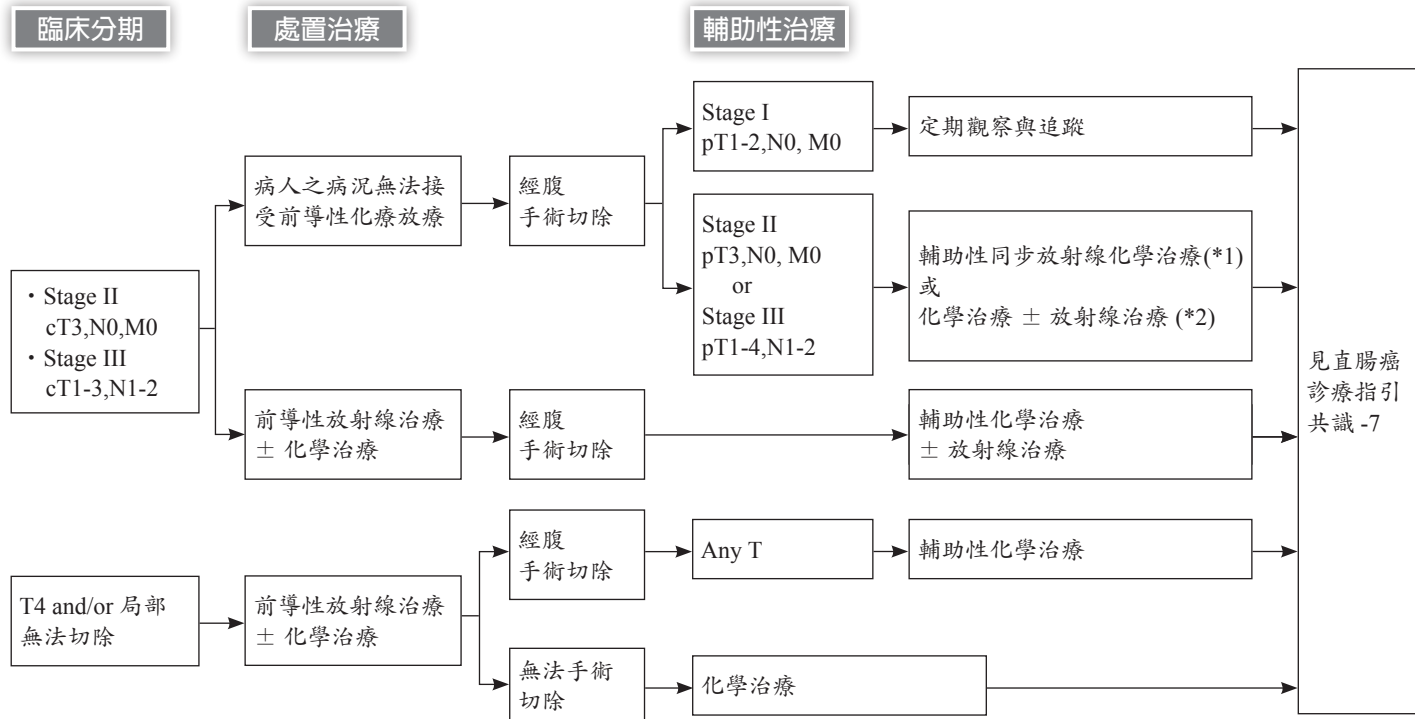 臨床分期
處置治療
輔助性治療
・Stage II
cT3,N0,M0
・Stage III
cT1-3,N1-2
病人之病況無法接
受前導性化療放療
經腹
手術切除
Stage I
pT1-2,N0, M0
定期觀察與追蹤
Stage II
pT3,N0, M0
or
Stage III
pT1-4,N1-2
輔助性同步放射線化學治療(*1)
或
化學治療 ± 放射線治療 (*2)
前導性放射線治療
± 化學治療
經腹
手術切除
輔助性化學治療
± 放射線治療
T4 and/or 局部
無法切除
前導性放射線治療
± 化學治療
經腹
手術切除
Any T
輔助性化學治療
無法手術
切除
化學治療
見直腸癌
診療指引
共識 -7